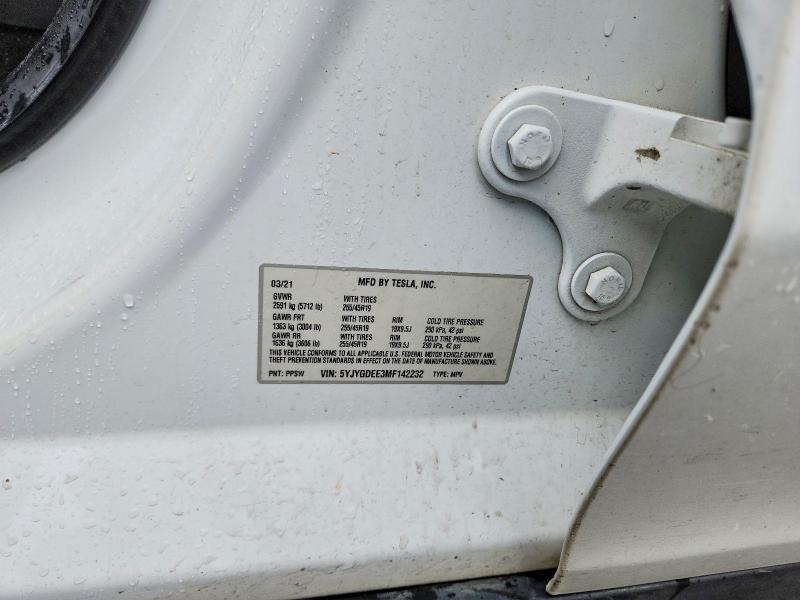 03/21 MFD BY TESLA, INC.
GVWR WITH TIRES
2591 kg (5712 lb) 255/45R19
GAWR FRT WITH TIRES RIM COLD TIRE PRESSURE
1363 kg (3004 lb) 255/45R19 19X9.5J 290 kPa, 42 psi
GAWR RR WITH TIRES RIM COLD TIRE PRESSURE
1636 kg (3606 lb) 255/45R19 19X9.5J 290 kPa, 42 psi
THIS VEHICLE CONFORMS TO ALL APPLICABLE U.S. FEDERAL MOTOR VEHICLE SAFETY AND
THEFT PREVENTION STANDARDS IN EFFECT ON THE DATE OF MANUFACTURE SHOWN ABOVE.
PNT: PPSW VIN: 5YJYGDEE3MF142232 TYPE: MPV